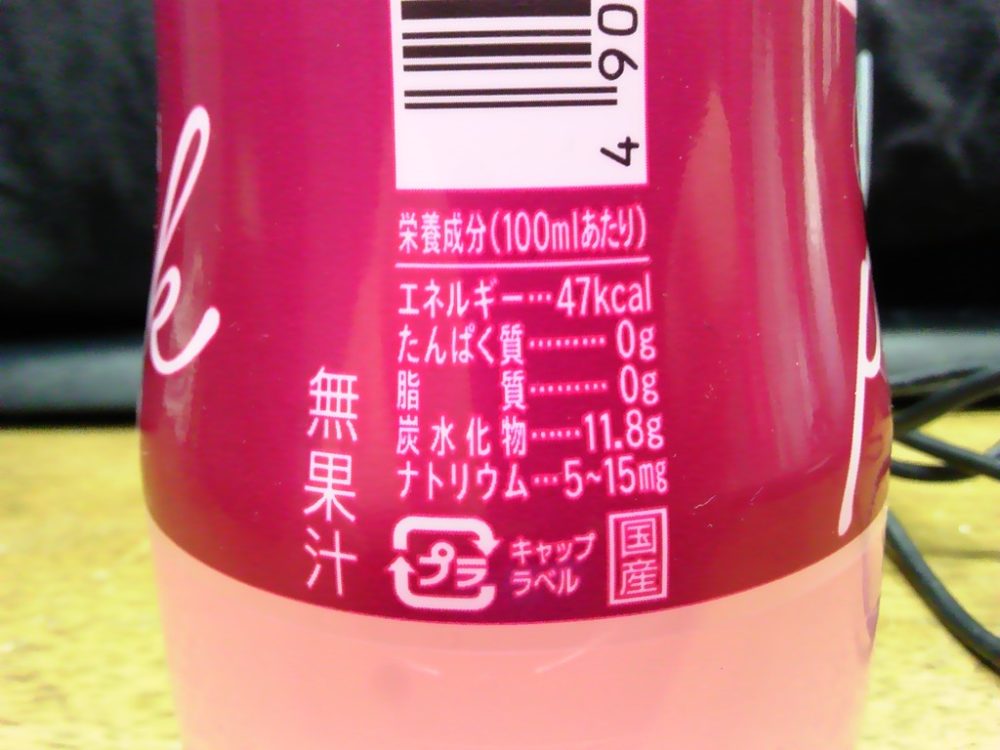 06
4
k
p
栄養成分(100mlあたり)
エネルギー…47kcal
たんぱく質………0g
脂 質………0g
炭水化物……11.8g
ナトリウム…5~15mg
無果汁
プラ
キャップ
ラベル
国産